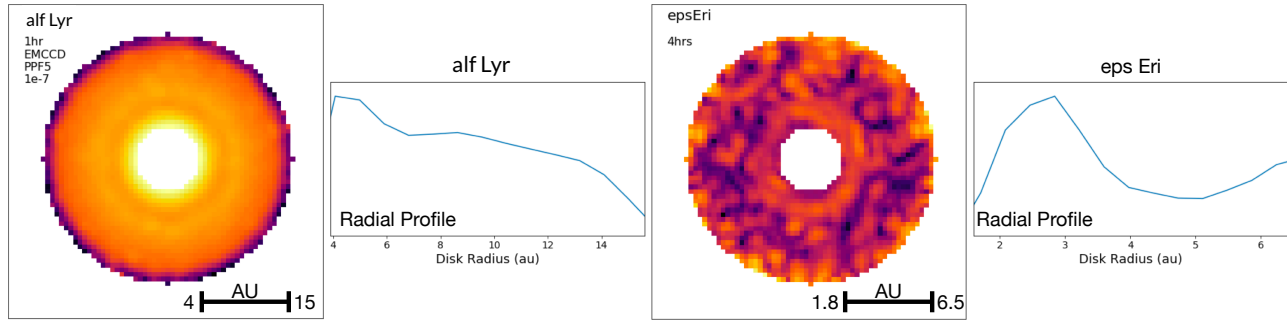 alf Lyr
1hr
EMCCD
PPF5
1e-7
AU
4 15
alf Lyr
Radial Profile
4 6 8 10 12 14
Disk Radius (au)
epsEri
4hrs
AU
1.8 6.5
eps Eri
Radial Profile
2 3 4 5 6
Disk Radius (au)